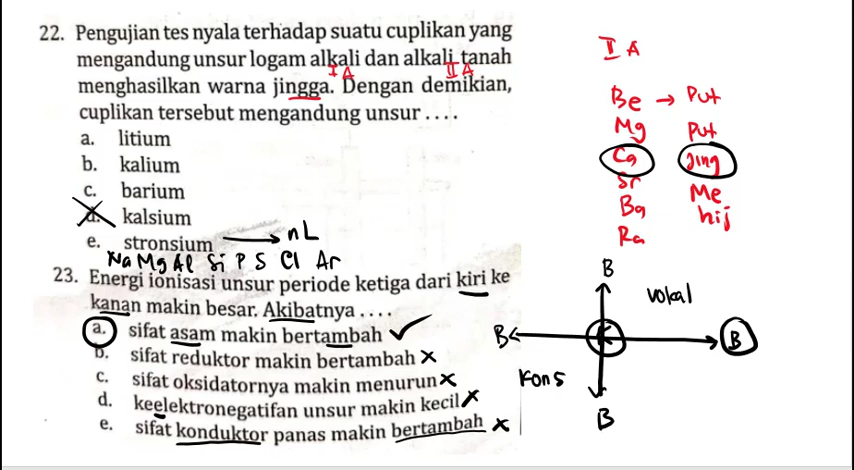 22. Pengujian tes nyala terhadap suatu cuplikan yang
mengandung unsur logam alkali dan alkali tanah
I A
II A
menghasilkan warna jingga. Dengan demikian,
cuplikan tersebut mengandung unsur ....
a. litium
b. kalium
c. barium
d. kalsium
e. stronsium
nL
Na Mg Al Si P S Cl Ar
23. Energi ionisasi unsur periode ketiga dari kiri ke
kanan makin besar. Akibatnya ....
a. sifat asam makin bertambah
b. sifat reduktor makin bertambah x
c. sifat oksidatornya makin menurun x
d. keelektronegatifan unsur makin kecil x
e. sifat konduktor panas makin bertambah x
I A
Be → Put
Mg Put
Ca Jing
Sr Me
Ba hij
Ra
B
vokal
B
B
Kons
B